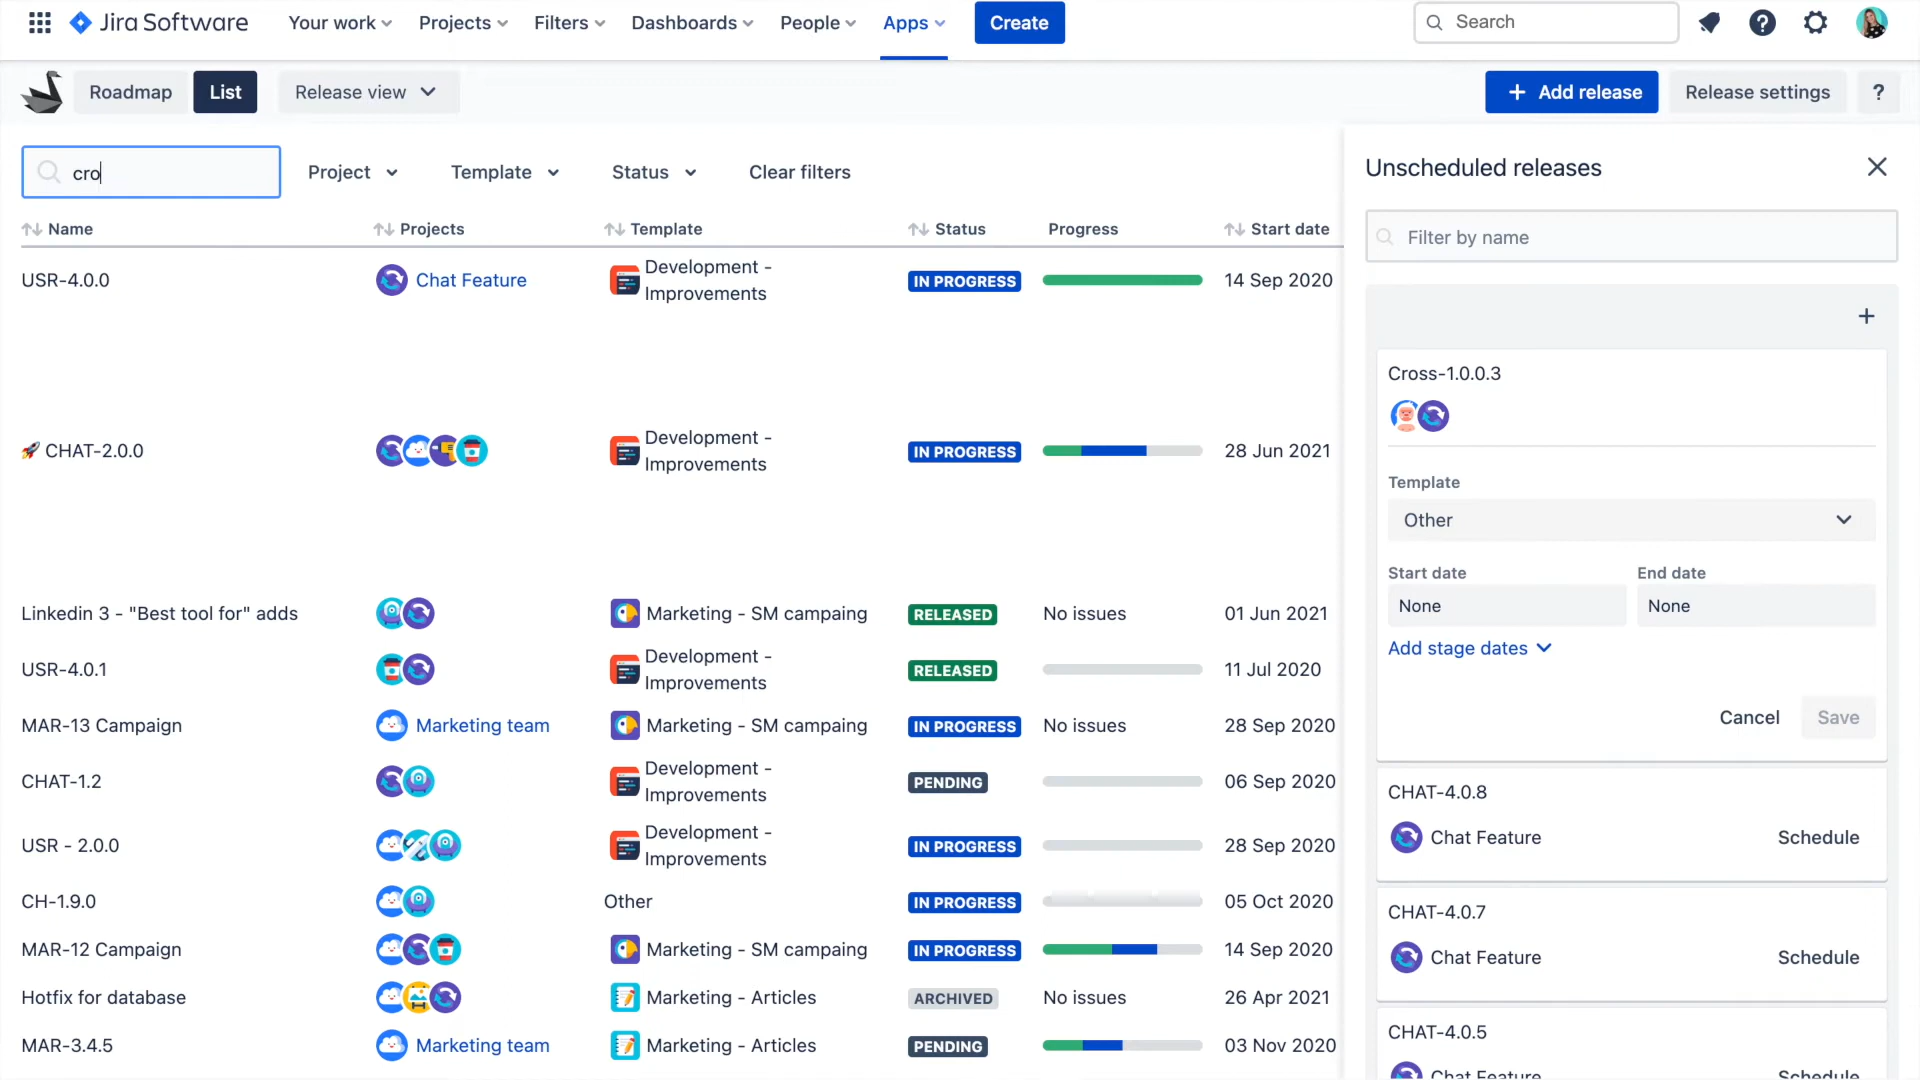 Jira Software Your work Projects Filters Dashboards People Apps Create Search
Roadmap List Release view + Add release Release settings ?
cro Project Template Status Clear filters
Name Projects Template Status Progress Start date
USR-4.0.0 Chat Feature Development - Improvements IN PROGRESS 14 Sep 2020
🚀 CHAT-2.0.0 Development - Improvements IN PROGRESS 28 Jun 2021
Linkedin 3 - "Best tool for" adds Marketing - SM campaing RELEASED No issues 01 Jun 2021
USR-4.0.1 Development - Improvements RELEASED 11 Jul 2020
MAR-13 Campaign Marketing team Marketing - SM campaing IN PROGRESS No issues 28 Sep 2020
CHAT-1.2 Development - Improvements PENDING 06 Sep 2020
USR - 2.0.0 Development - Improvements IN PROGRESS 28 Sep 2020
CH-1.9.0 Other IN PROGRESS 05 Oct 2020
MAR-12 Campaign Marketing - SM campaing IN PROGRESS 14 Sep 2020
Hotfix for database Marketing - Articles ARCHIVED No issues 26 Apr 2021
MAR-3.4.5 Marketing team Marketing - Articles PENDING 03 Nov 2020
Unscheduled releases
Filter by name
+
Cross-1.0.0.3
Template
Other
Start date End date
None None
Add stage dates
Cancel Save
CHAT-4.0.8
Chat Feature Schedule
CHAT-4.0.7
Chat Feature Schedule
CHAT-4.0.5
Chat Feature Schedule